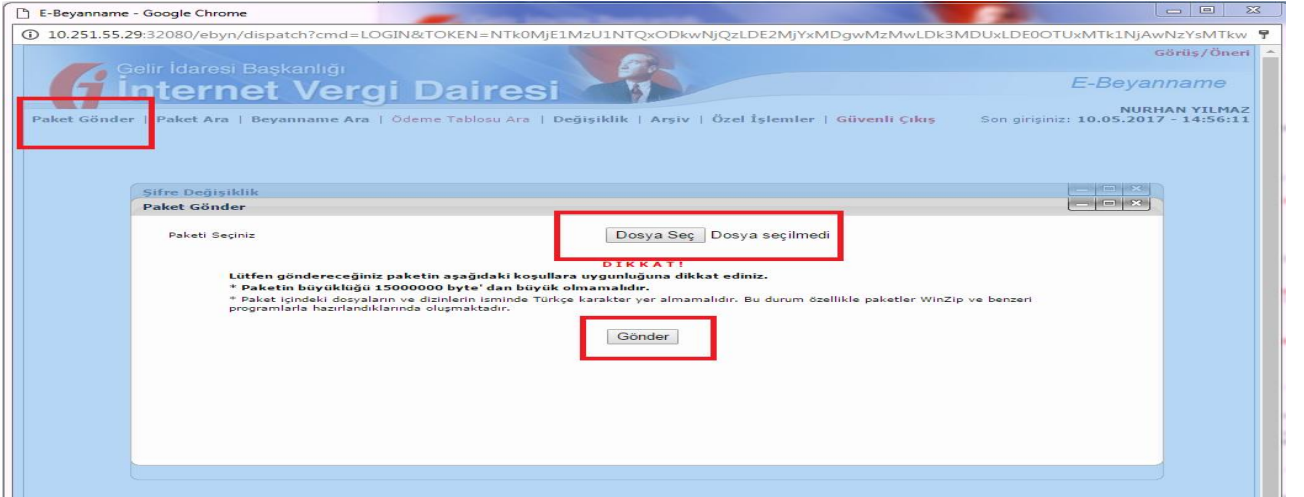 E-Beyanname - Google Chrome
10.251.55.29:32080/ebyn/dispatch?cmd=LOGIN&TOKEN=NTk0MjE1MzU1NTQxODkwNjQzLDE2MjYxMDgwMzMwLDk3MDUxLDE0OTUxMTk1NjAwNzYsMTkw
Görüş/Öneri
Gelir İdaresi Başkanlığı
İnternet Vergi Dairesi
E-Beyanname
NURHAN YILMAZ
Paket Gönder | Paket Ara | Beyanname Ara | Ödeme Tablosu Ara | Değişiklik | Arşiv | Özel İşlemler | Güvenli Çıkış Son girişiniz: 10.05.2017 - 14:56:11
Şifre Değişiklik
Paket Gönder
Paketi Seçiniz Dosya Seç Dosya seçilmedi
DİKKAT!
Lütfen göndereceğiniz paketin aşağıdaki koşullara uygunluğuna dikkat ediniz.
* Paketin büyüklüğü 15000000 byte' dan büyük olmamalıdır.
* Paket içindeki dosyaların ve dizinlerin isminde Türkçe karakter yer almamalıdır. Bu durum özellikle paketler WinZip ve benzeri
programlarla hazırlandıklarında oluşmaktadır.
Gönder